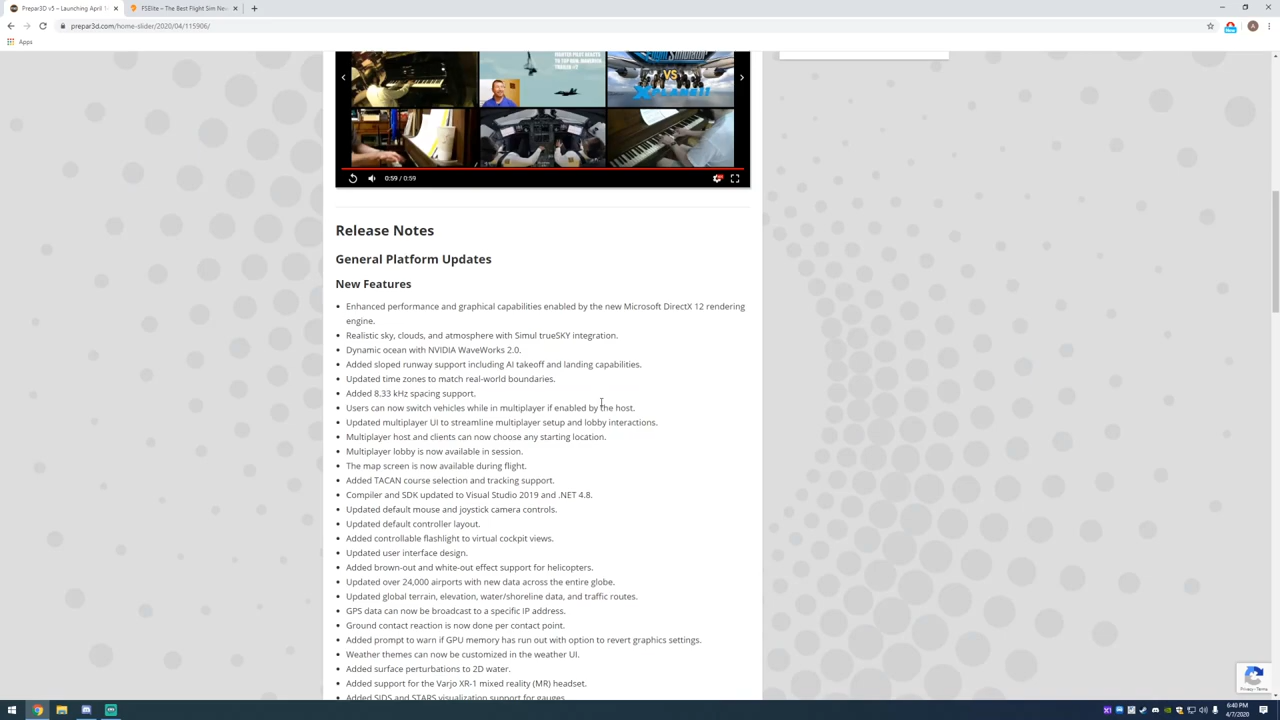 Prepar3D v5 – Launching April 1
FSElite – The Best Flight Sim Ne
prepar3d.com/home-slider/2020/04/115906/
Apps
New
A
VS
0:59 / 0:59
Release Notes
General Platform Updates
New Features
Enhanced performance and graphical capabilities enabled by the new Microsoft DirectX 12 rendering
engine.
Realistic sky, clouds, and atmosphere with Simul trueSKY integration.
Dynamic ocean with NVIDIA WaveWorks 2.0.
Added sloped runway support including AI takeoff and landing capabilities.
Updated time zones to match real-world boundaries.
Added 8.33 kHz spacing support.
Users can now switch vehicles while in multiplayer if enabled by the host.
Updated multiplayer UI to streamline multiplayer setup and lobby interactions.
Multiplayer host and clients can now choose any starting location.
Multiplayer lobby is now available in session.
The map screen is now available during flight.
Added TACAN course selection and tracking support.
Compiler and SDK updated to Visual Studio 2019 and .NET 4.8.
Updated default mouse and joystick camera controls.
Updated default controller layout.
Added controllable flashlight to virtual cockpit views.
Updated user interface design.
Added brown-out and white-out effect support for helicopters.
Updated over 24,000 airports with new data across the entire globe.
Updated global terrain, elevation, water/shoreline data, and traffic routes.
GPS data can now be broadcast to a specific IP address.
Ground contact reaction is now done per contact point.
Added prompt to warn if GPU memory has run out with option to revert graphics settings.
Weather themes can now be customized in the weather UI.
Added surface perturbations to 2D water.
Added support for the Varjo XR-1 mixed reality (MR) headset.
Added SIDS and STARS visualization support for gauges.
Privacy - Terms
6:40 PM
4/7/2020